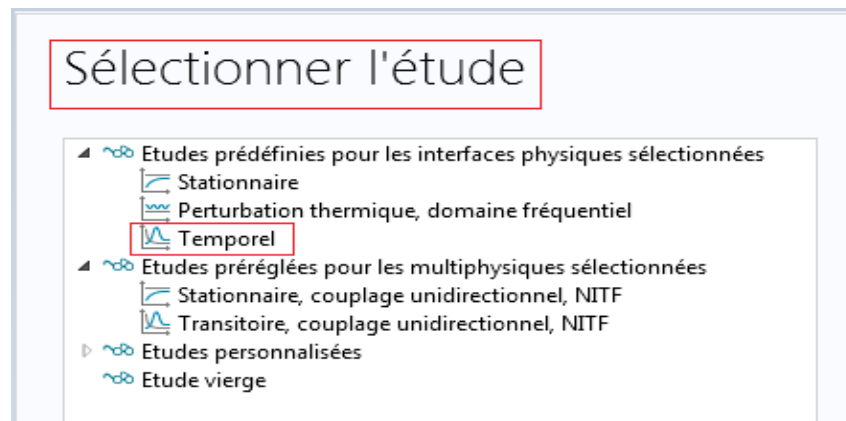 Sélectionner l'étude
Etudes prédéfinies pour les interfaces physiques sélectionnées
Stationnaire
Perturbation thermique, domaine fréquentiel
Temporel
Etudes préréglées pour les multiphysiques sélectionnées
Stationnaire, couplage unidirectionnel, NITF
Transitoire, couplage unidirectionnel, NITF
Etudes personnalisées
Etude vierge